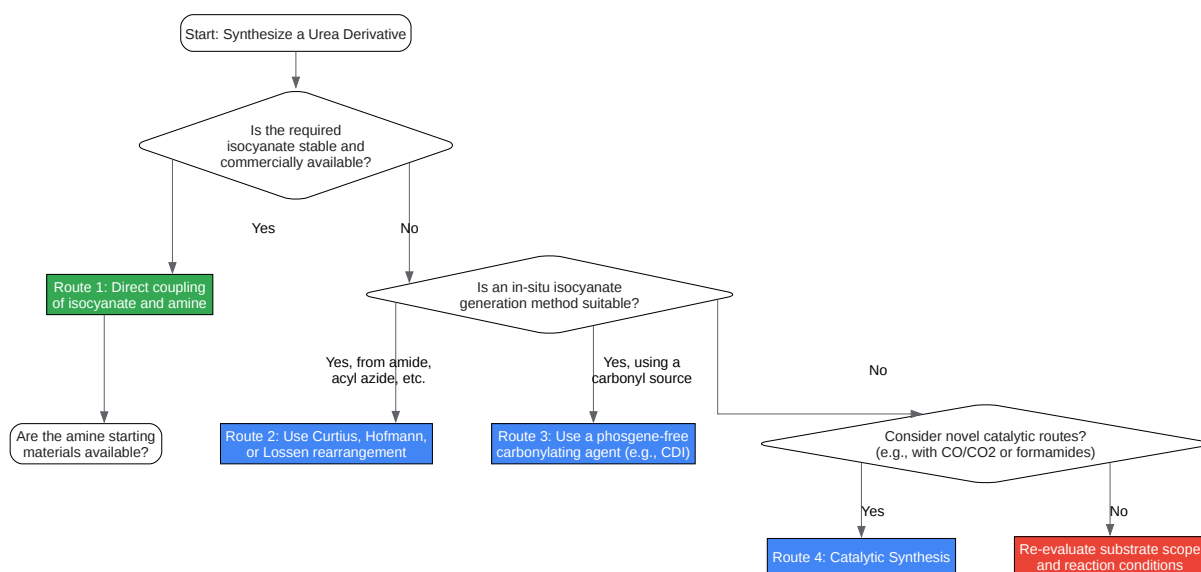 Start: Synthesize a Urea Derivative
Is the required
isocyanate stable and
commercially available?
Yes
No
Route 1: Direct coupling
of isocyanate and amine
Is an in-situ isocyanate
generation method suitable?
Yes, from amide,
acyl azide, etc.
Yes, using a
carbonyl source
No
Are the amine starting
materials available?
Route 2: Use Curtius, Hofmann,
or Lossen rearrangement
Route 3: Use a phosgene-free
carbonylating agent (e.g., CDI)
Consider novel catalytic routes?
(e.g., with CO/CO2 or formamides)
Yes
No
Route 4: Catalytic Synthesis
Re-evaluate substrate scope
and reaction conditions